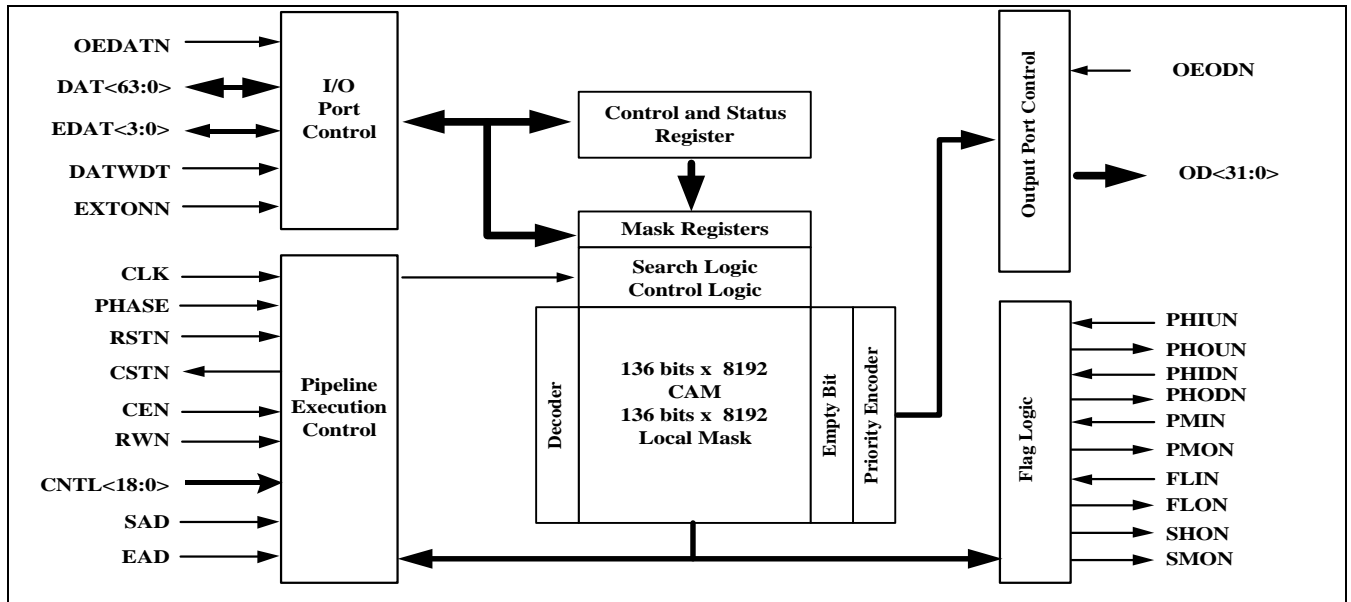 OEDATN
DAT<63:0>
EDAT<3:0>
DATWDT
EXTONN
I/O
Port
Control
CLK
PHASE
RSTN
CSTN
CEN
RWN
CNTL<18:0>
SAD
EAD
Pipeline
Execution
Control
Control and Status
Register
Mask Registers
Search Logic
Control Logic
Decoder
136 bits x 8192
CAM
136 bits x 8192
Local Mask
Empty Bit
Priority Encoder
Output Port Control
OEODN
OD<31:0>
Flag Logic
PHIUN
PHOUN
PHIDN
PHODN
PMIN
PMON
FLIN
FLON
SHON
SMON